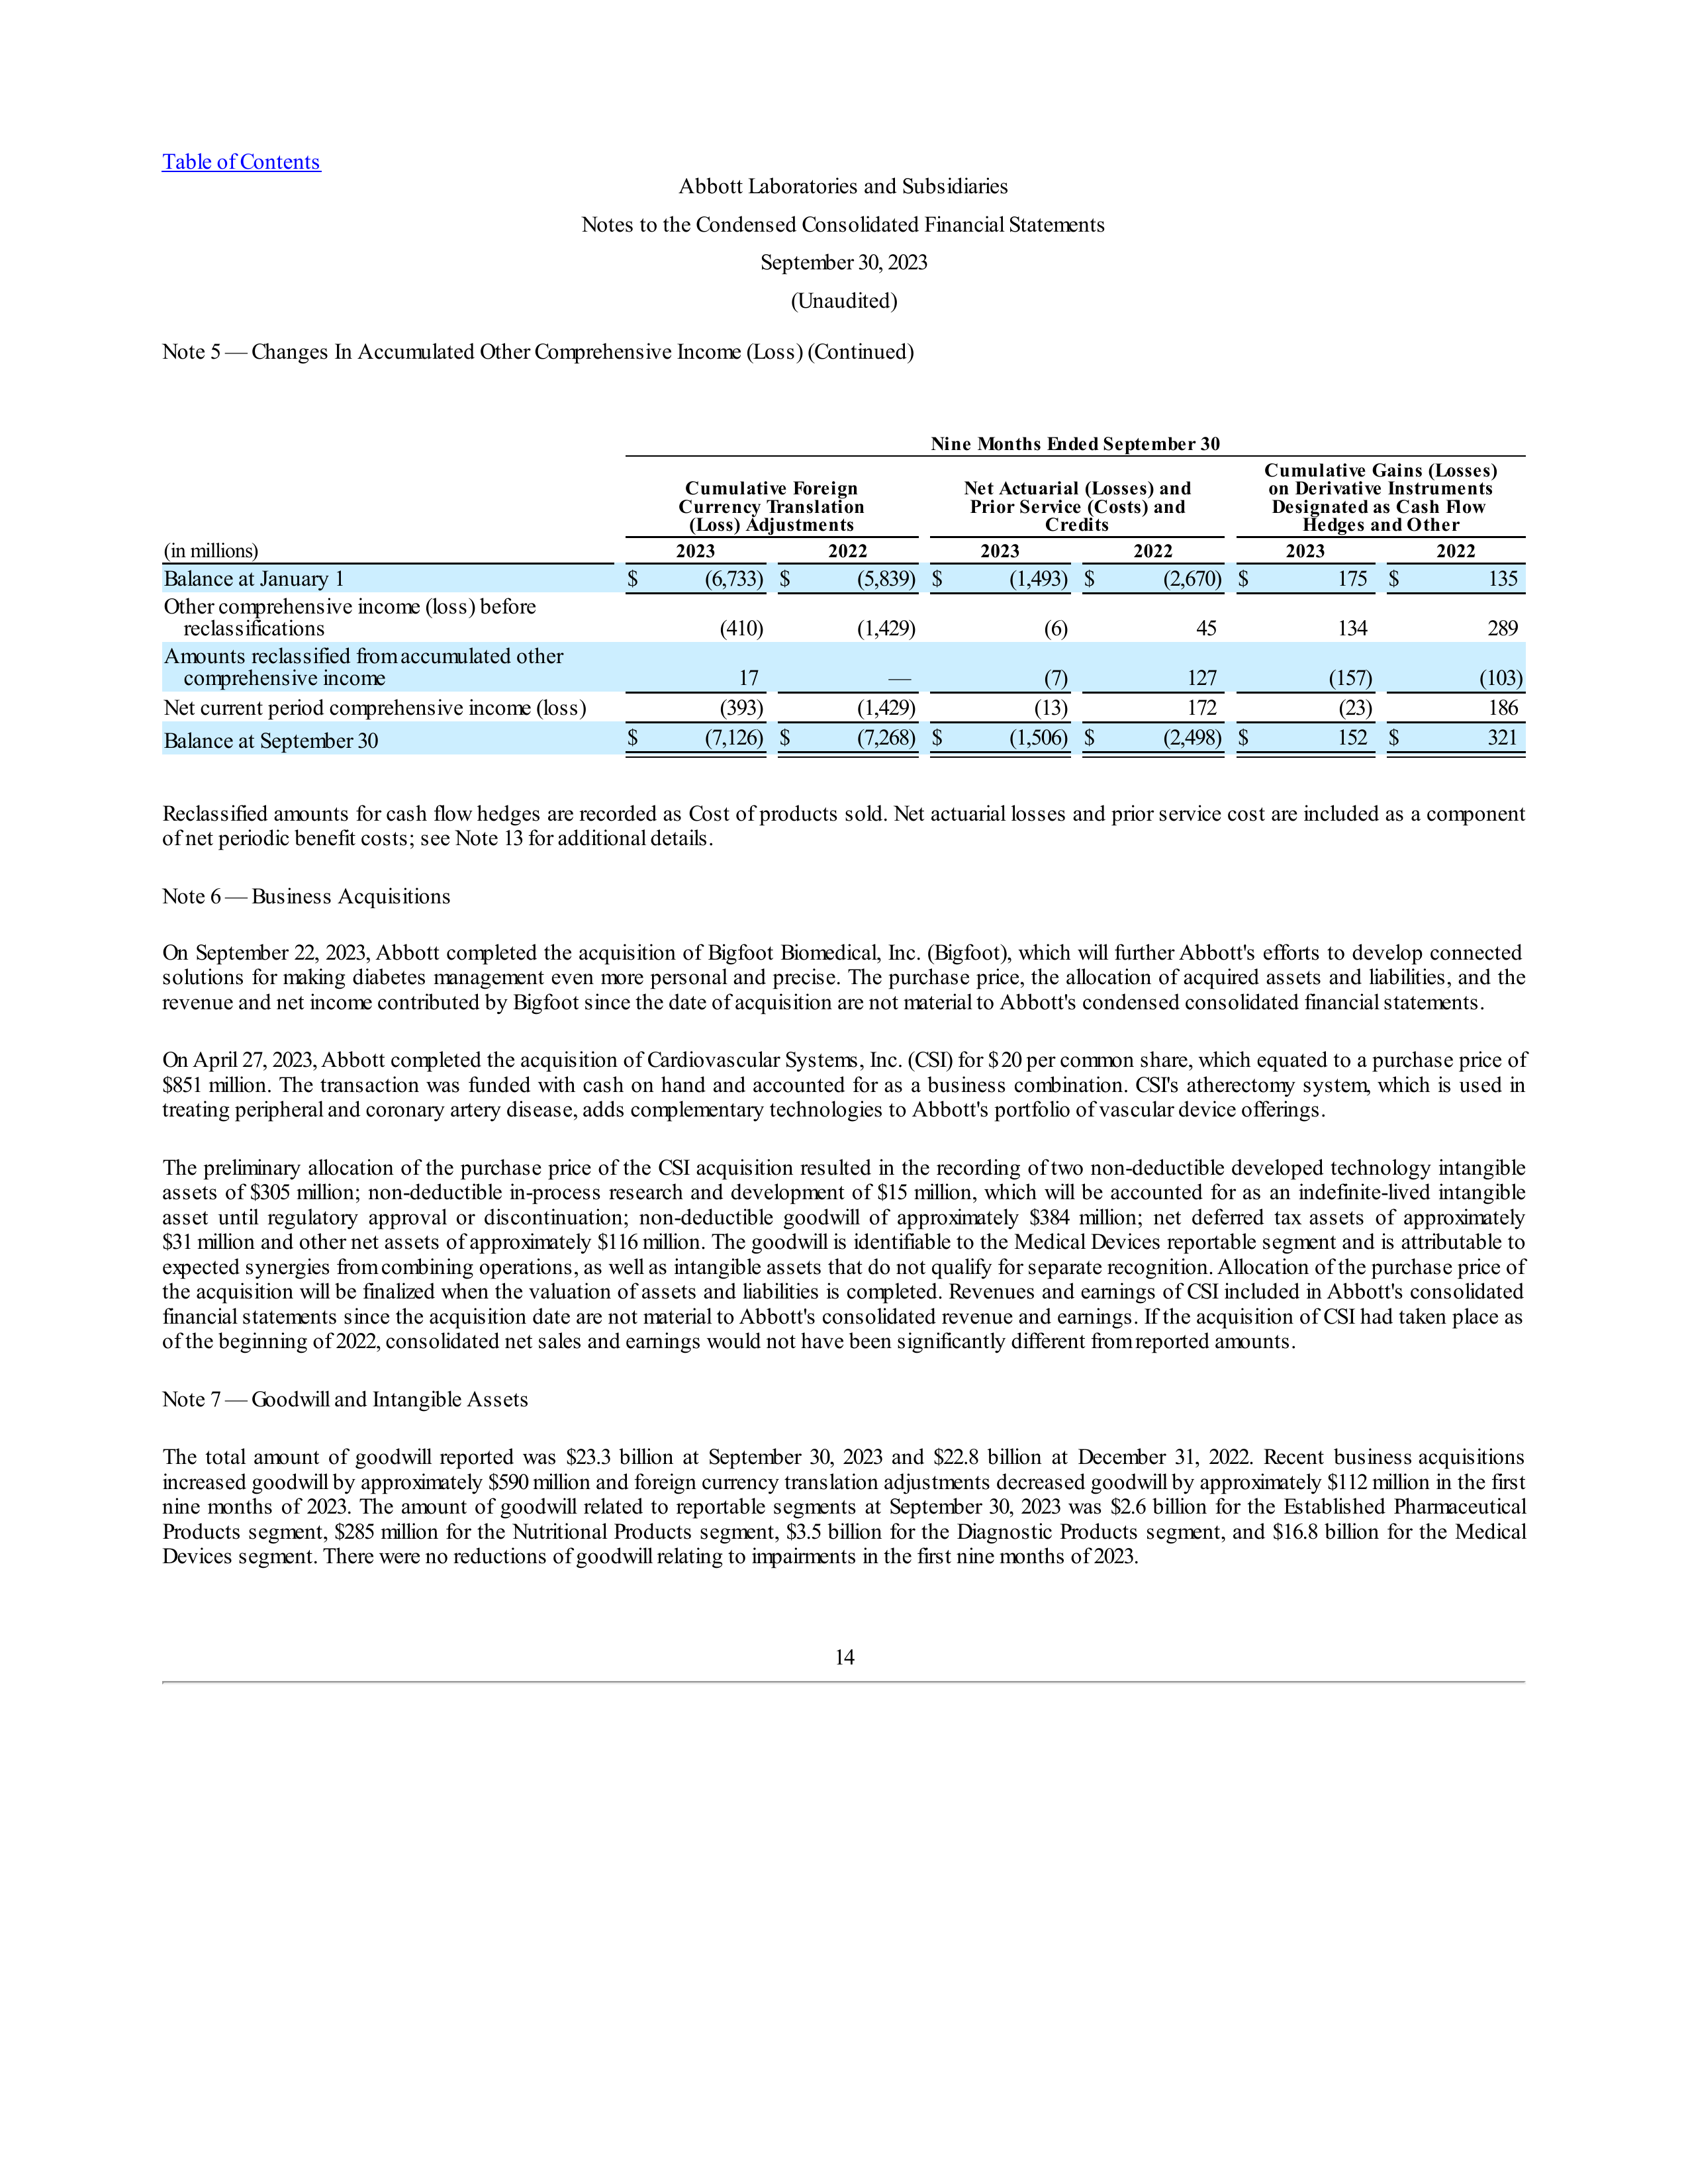 Table of Contents
Abbott Laboratories and Subsidiaries
Notes to the Condensed Consolidated Financial Statements
September 30, 2023
(Unaudited)
Note 5 — Changes In Accumulated Other Comprehensive Income (Loss) (Continued)
Nine Months Ended September 30
Cumulative Foreign Currency Translation (Loss) Adjustments
Net Actuarial (Losses) and Prior Service (Costs) and Credits
Cumulative Gains (Losses) on Derivative Instruments Designated as Cash Flow Hedges and Other
(in millions) 2023 2022 2023 2022 2023 2022
Balance at January 1 $ (6,733) $ (5,839) $ (1,493) $ (2,670) $ 175 $ 135
Other comprehensive income (loss) before
reclassifications (410) (1,429) (6) 45 134 289
Amounts reclassified from accumulated other
comprehensive income 17 — (7) 127 (157) (103)
Net current period comprehensive income (loss) (393) (1,429) (13) 172 (23) 186
Balance at September 30 $ (7,126) $ (7,268) $ (1,506) $ (2,498) $ 152 $ 321
Reclassified amounts for cash flow hedges are recorded as Cost of products sold. Net actuarial losses and prior service cost are included as a component
of net periodic benefit costs; see Note 13 for additional details.
Note 6 — Business Acquisitions
On September 22, 2023, Abbott completed the acquisition of Bigfoot Biomedical, Inc. (Bigfoot), which will further Abbott's efforts to develop connected
solutions for making diabetes management even more personal and precise. The purchase price, the allocation of acquired assets and liabilities, and the
revenue and net income contributed by Bigfoot since the date of acquisition are not material to Abbott's condensed consolidated financial statements.
On April 27, 2023, Abbott completed the acquisition of Cardiovascular Systems, Inc. (CSI) for $20 per common share, which equated to a purchase price of
$851 million. The transaction was funded with cash on hand and accounted for as a business combination. CSI's atherectomy system, which is used in
treating peripheral and coronary artery disease, adds complementary technologies to Abbott's portfolio of vascular device offerings.
The preliminary allocation of the purchase price of the CSI acquisition resulted in the recording of two non-deductible developed technology intangible
assets of $305 million; non-deductible in-process research and development of $15 million, which will be accounted for as an indefinite-lived intangible
asset until regulatory approval or discontinuation; non-deductible goodwill of approximately $384 million; net deferred tax assets of approximately
$31 million and other net assets of approximately $116 million. The goodwill is identifiable to the Medical Devices reportable segment and is attributable to
expected synergies from combining operations, as well as intangible assets that do not qualify for separate recognition. Allocation of the purchase price of
the acquisition will be finalized when the valuation of assets and liabilities is completed. Revenues and earnings of CSI included in Abbott's consolidated
financial statements since the acquisition date are not material to Abbott's consolidated revenue and earnings. If the acquisition of CSI had taken place as
of the beginning of 2022, consolidated net sales and earnings would not have been significantly different from reported amounts.
Note 7 — Goodwill and Intangible Assets
The total amount of goodwill reported was $23.3 billion at September 30, 2023 and $22.8 billion at December 31, 2022. Recent business acquisitions
increased goodwill by approximately $590 million and foreign currency translation adjustments decreased goodwill by approximately $112 million in the first
nine months of 2023. The amount of goodwill related to reportable segments at September 30, 2023 was $2.6 billion for the Established Pharmaceutical
Products segment, $285 million for the Nutritional Products segment, $3.5 billion for the Diagnostic Products segment, and $16.8 billion for the Medical
Devices segment. There were no reductions of goodwill relating to impairments in the first nine months of 2023.
14